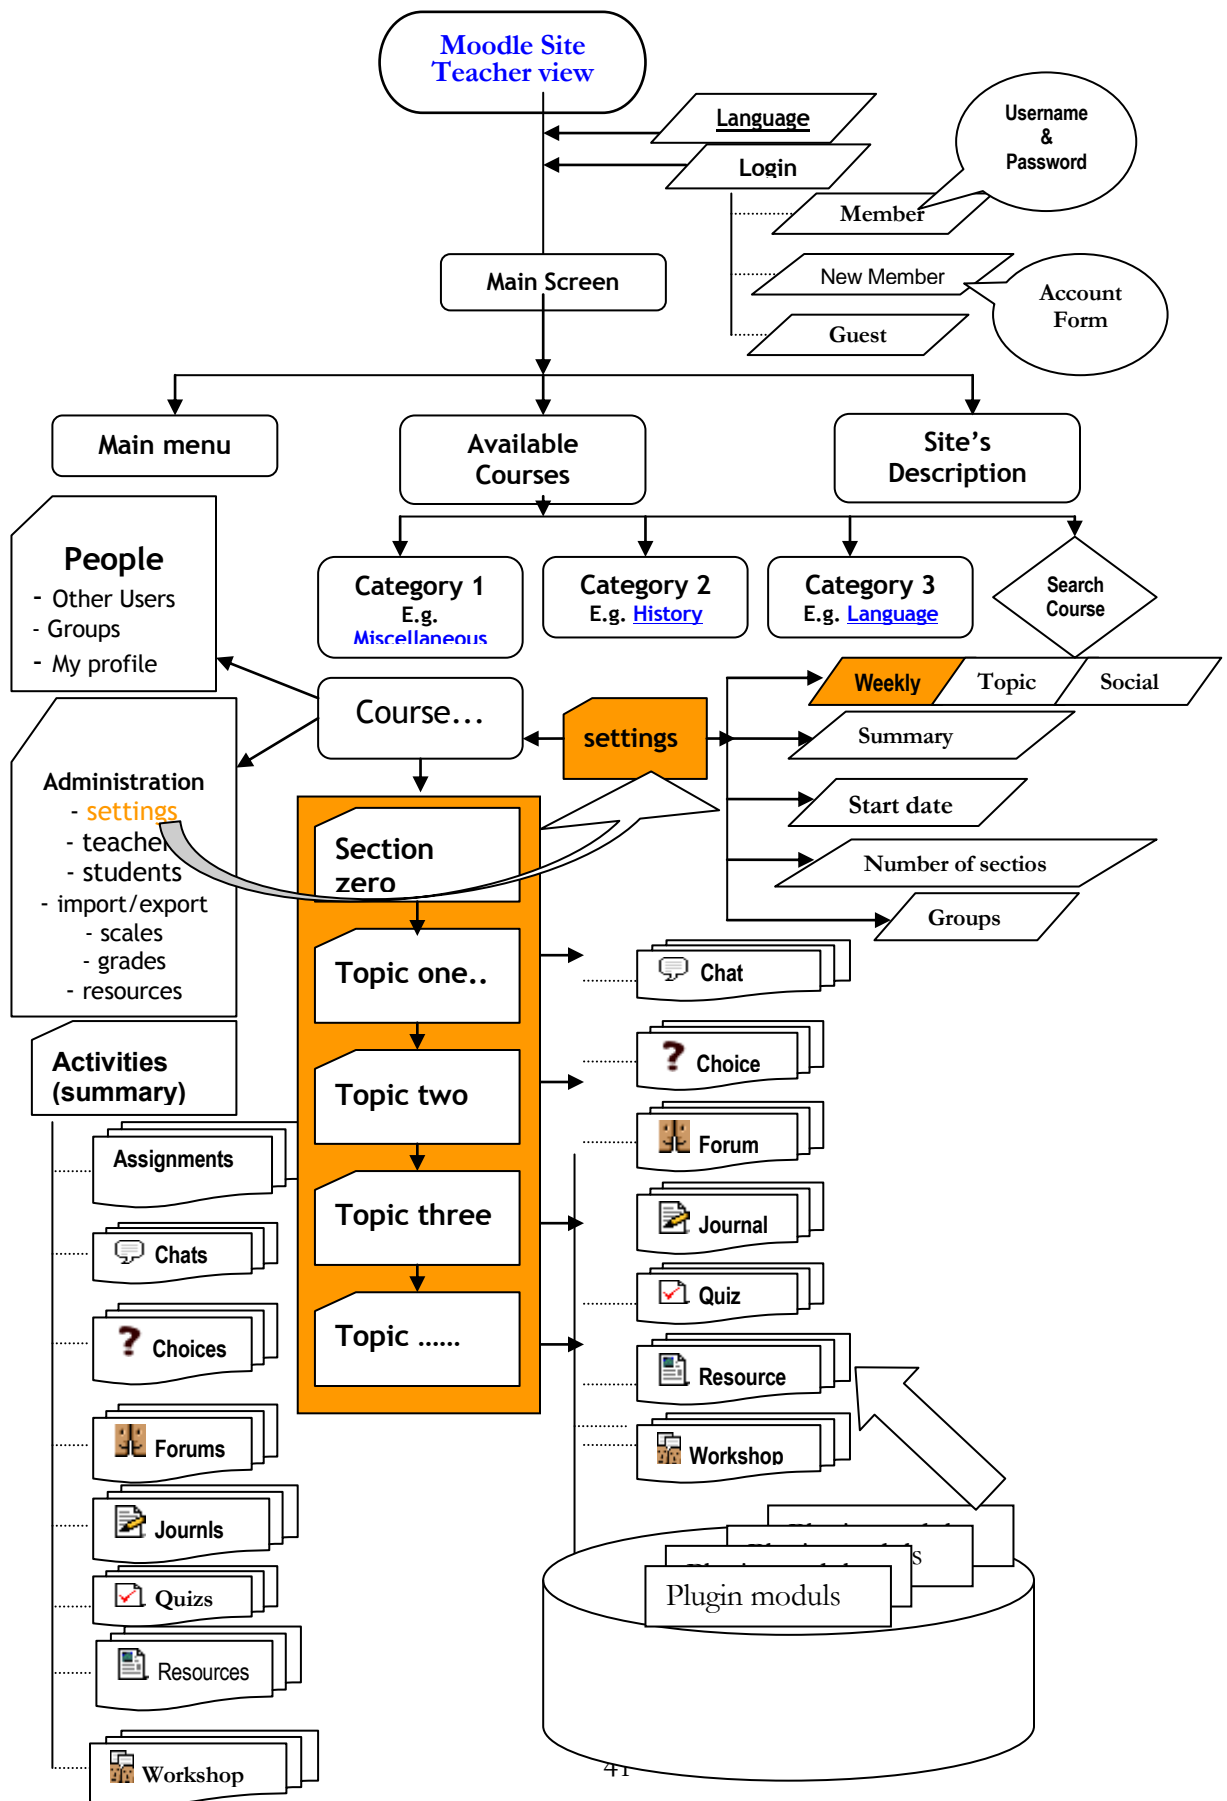 Moodle Site
Teacher view
Language
Login
Username
&
Password
Member
New Member
Account
Form
Guest
Main Screen
Main menu
Available
Courses
Site's
Description
People
- Other Users
- Groups
- My profile
Category 1
E.g.
Miscellaneous
Category 2
E.g. History
Category 3
E.g. Language
Search
Course
Course...
settings
Weekly
Topic
Social
Summary
Start date
Number of sectios
Groups
Administration
- settings
- teacher
- students
- import/export
- scales
- grades
- resources
Section
zero
Topic one..
Topic two
Topic three
Topic ......
Activities
(summary)
Assignments
Chats
Choices
Forums
Journls
Quizs
Resources
Workshop
Chat
Choice
Forum
Journal
Quiz
Resource
Workshop
Plugin moduls
41